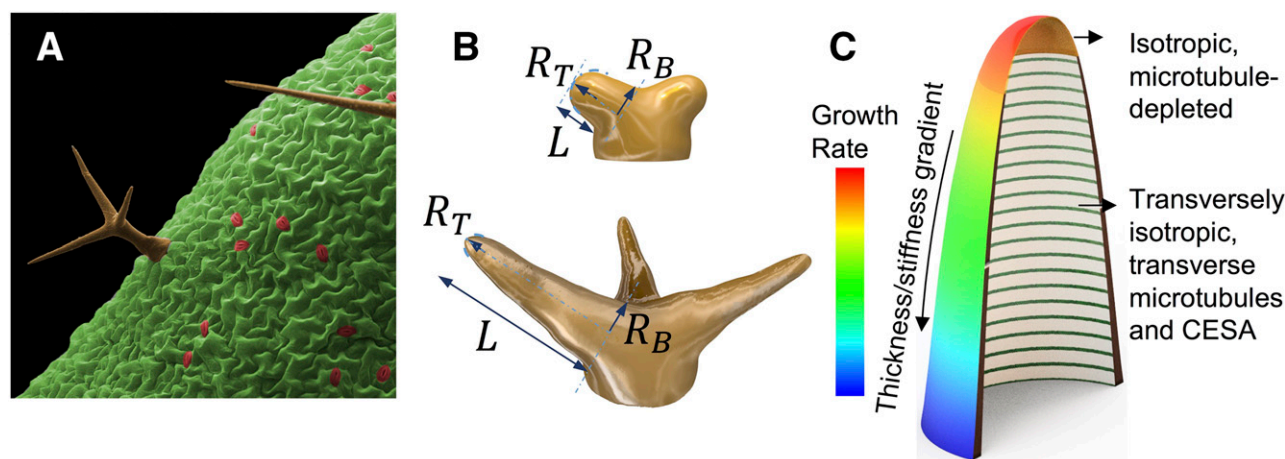 A
B
R_T
R_B
L
R_T
R_B
L
C
Growth
Rate
Thickness/stiffness gradient
Isotropic,
microtubule-
depleted
Transversely
isotropic,
transverse
microtubules
and CESA